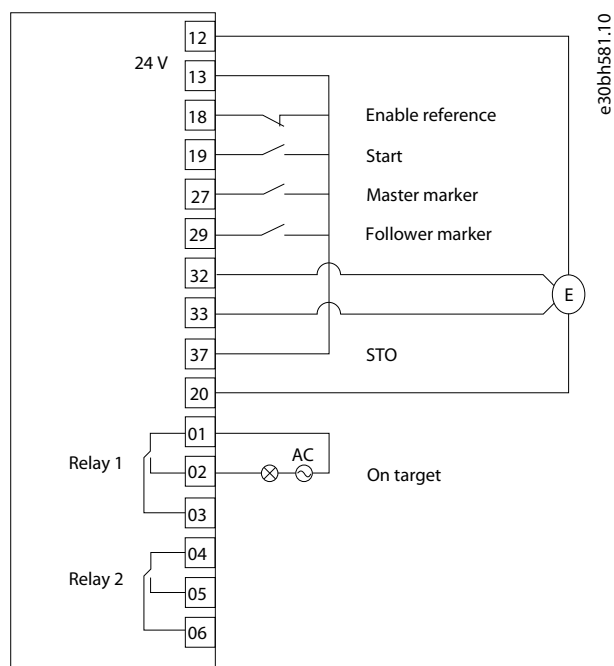 e30bh581.10
12
24 V
13
18 Enable reference
19 Start
27 Master marker
29 Follower marker
32
E
33
37 STO
20
01
Relay 1
AC
02 On target
03
04
Relay 2
05
06